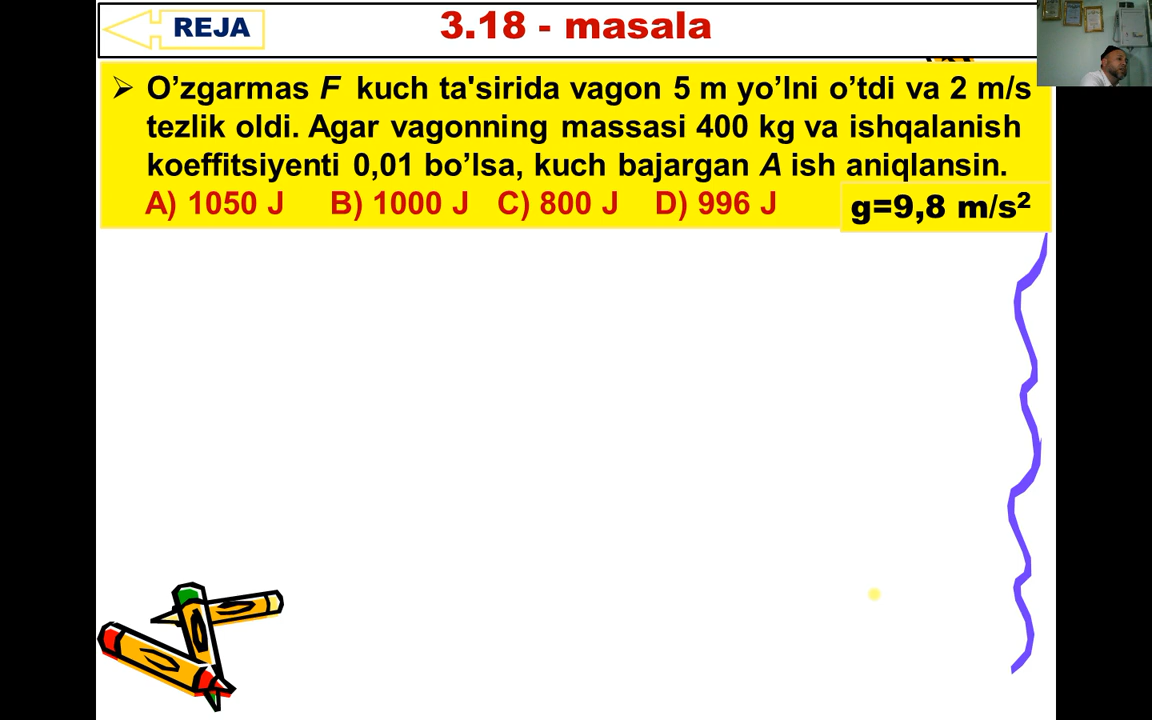 REJA
3.18 - masala
➢ O’zgarmas F kuch ta'sirida vagon 5 m yo’lni o’tdi va 2 m/s
tezlik oldi. Agar vagonning massasi 400 kg va ishqalanish
koeffitsiyenti 0,01 bo’lsa, kuch bajargan A ish aniqlansin.
A) 1050 J B) 1000 J C) 800 J D) 996 J
g=9,8 m/s²